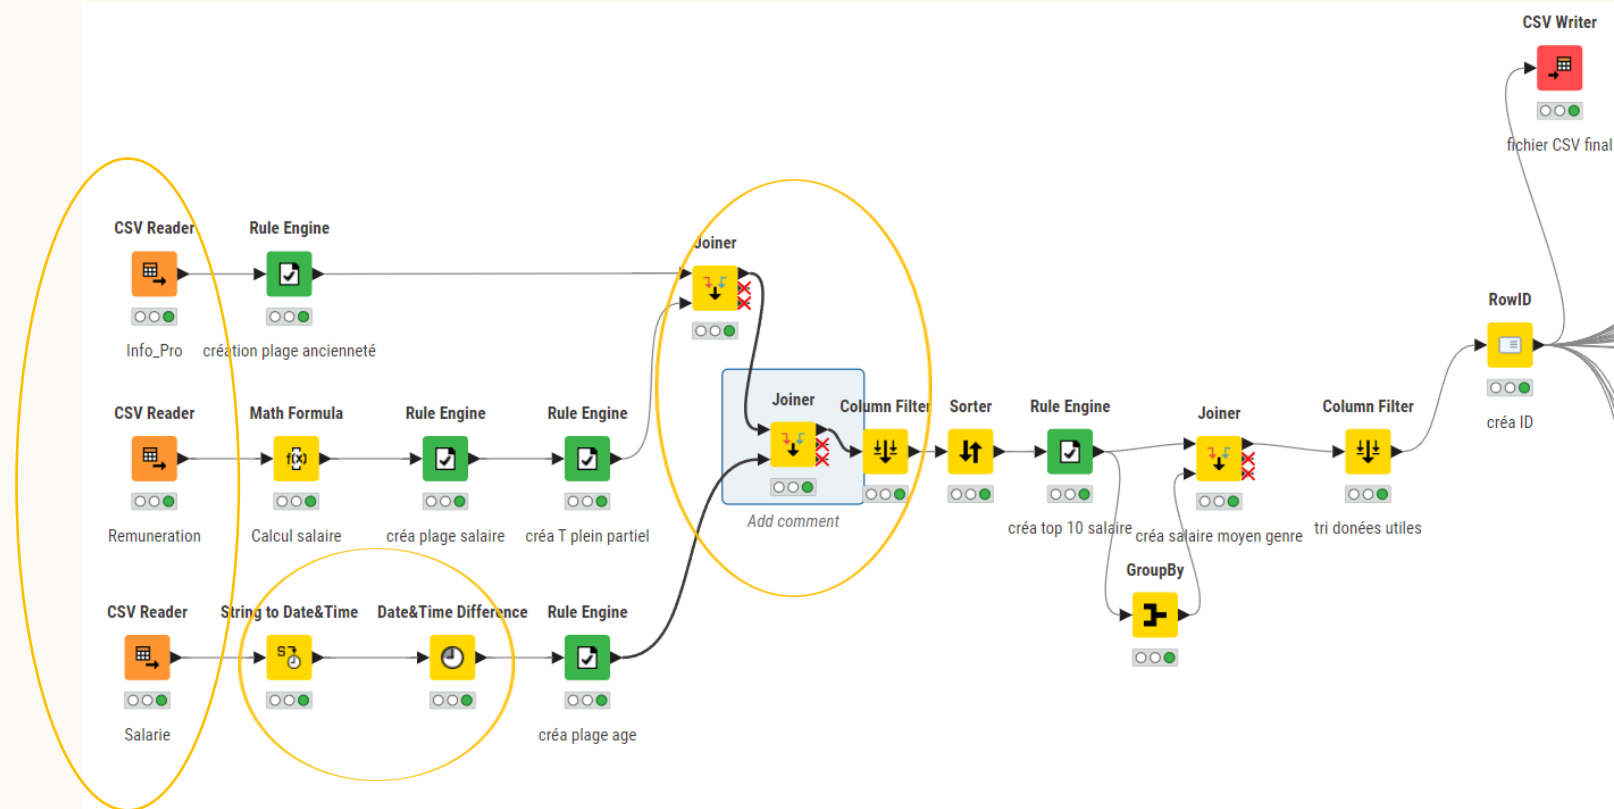 CSV Writer
fichier CSV final
CSV Reader
Rule Engine
Joiner
Info_Pro
création plage ancienneté
RowID
créa ID
CSV Reader
Math Formula
Rule Engine
Rule Engine
Joiner
Column Filter
Sorter
Rule Engine
Joiner
Column Filter
f(x)
Remuneration
Calcul salaire
créa plage salaire
créa T plein partiel
Add comment
créa top 10 salaire
créa salaire moyen genre
tri donées utiles
GroupBy
CSV Reader
String to Date&Time
Date&Time Difference
Rule Engine
S
Salarie
créa plage age